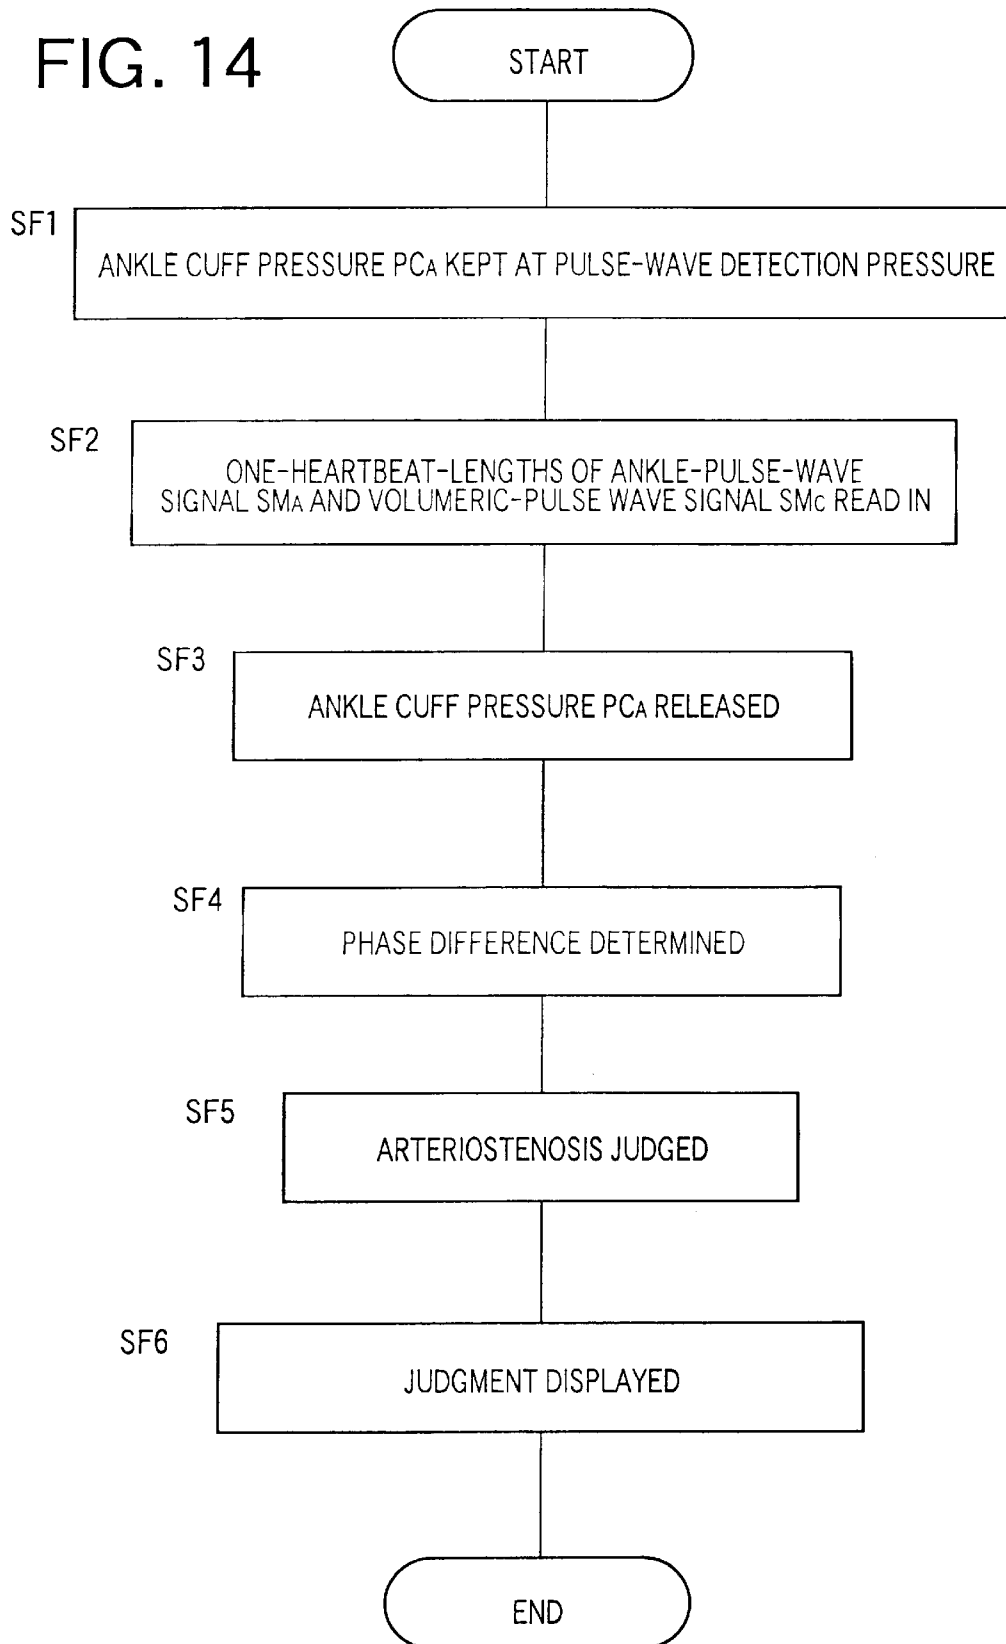 FIG. 14
START
SF1
ANKLE CUFF PRESSURE PCA KEPT AT PULSE-WAVE DETECTION PRESSURE
SF2
ONE-HEARTBEAT-LENGTHS OF ANKLE-PULSE-WAVE
SIGNAL SMA AND VOLUMERIC-PULSE WAVE SIGNAL SMC READ IN
SF3
ANKLE CUFF PRESSURE PCA RELEASED
SF4
PHASE DIFFERENCE DETERMINED
SF5
ARTERIOSTENOSIS JUDGED
SF6
JUDGMENT DISPLAYED
END